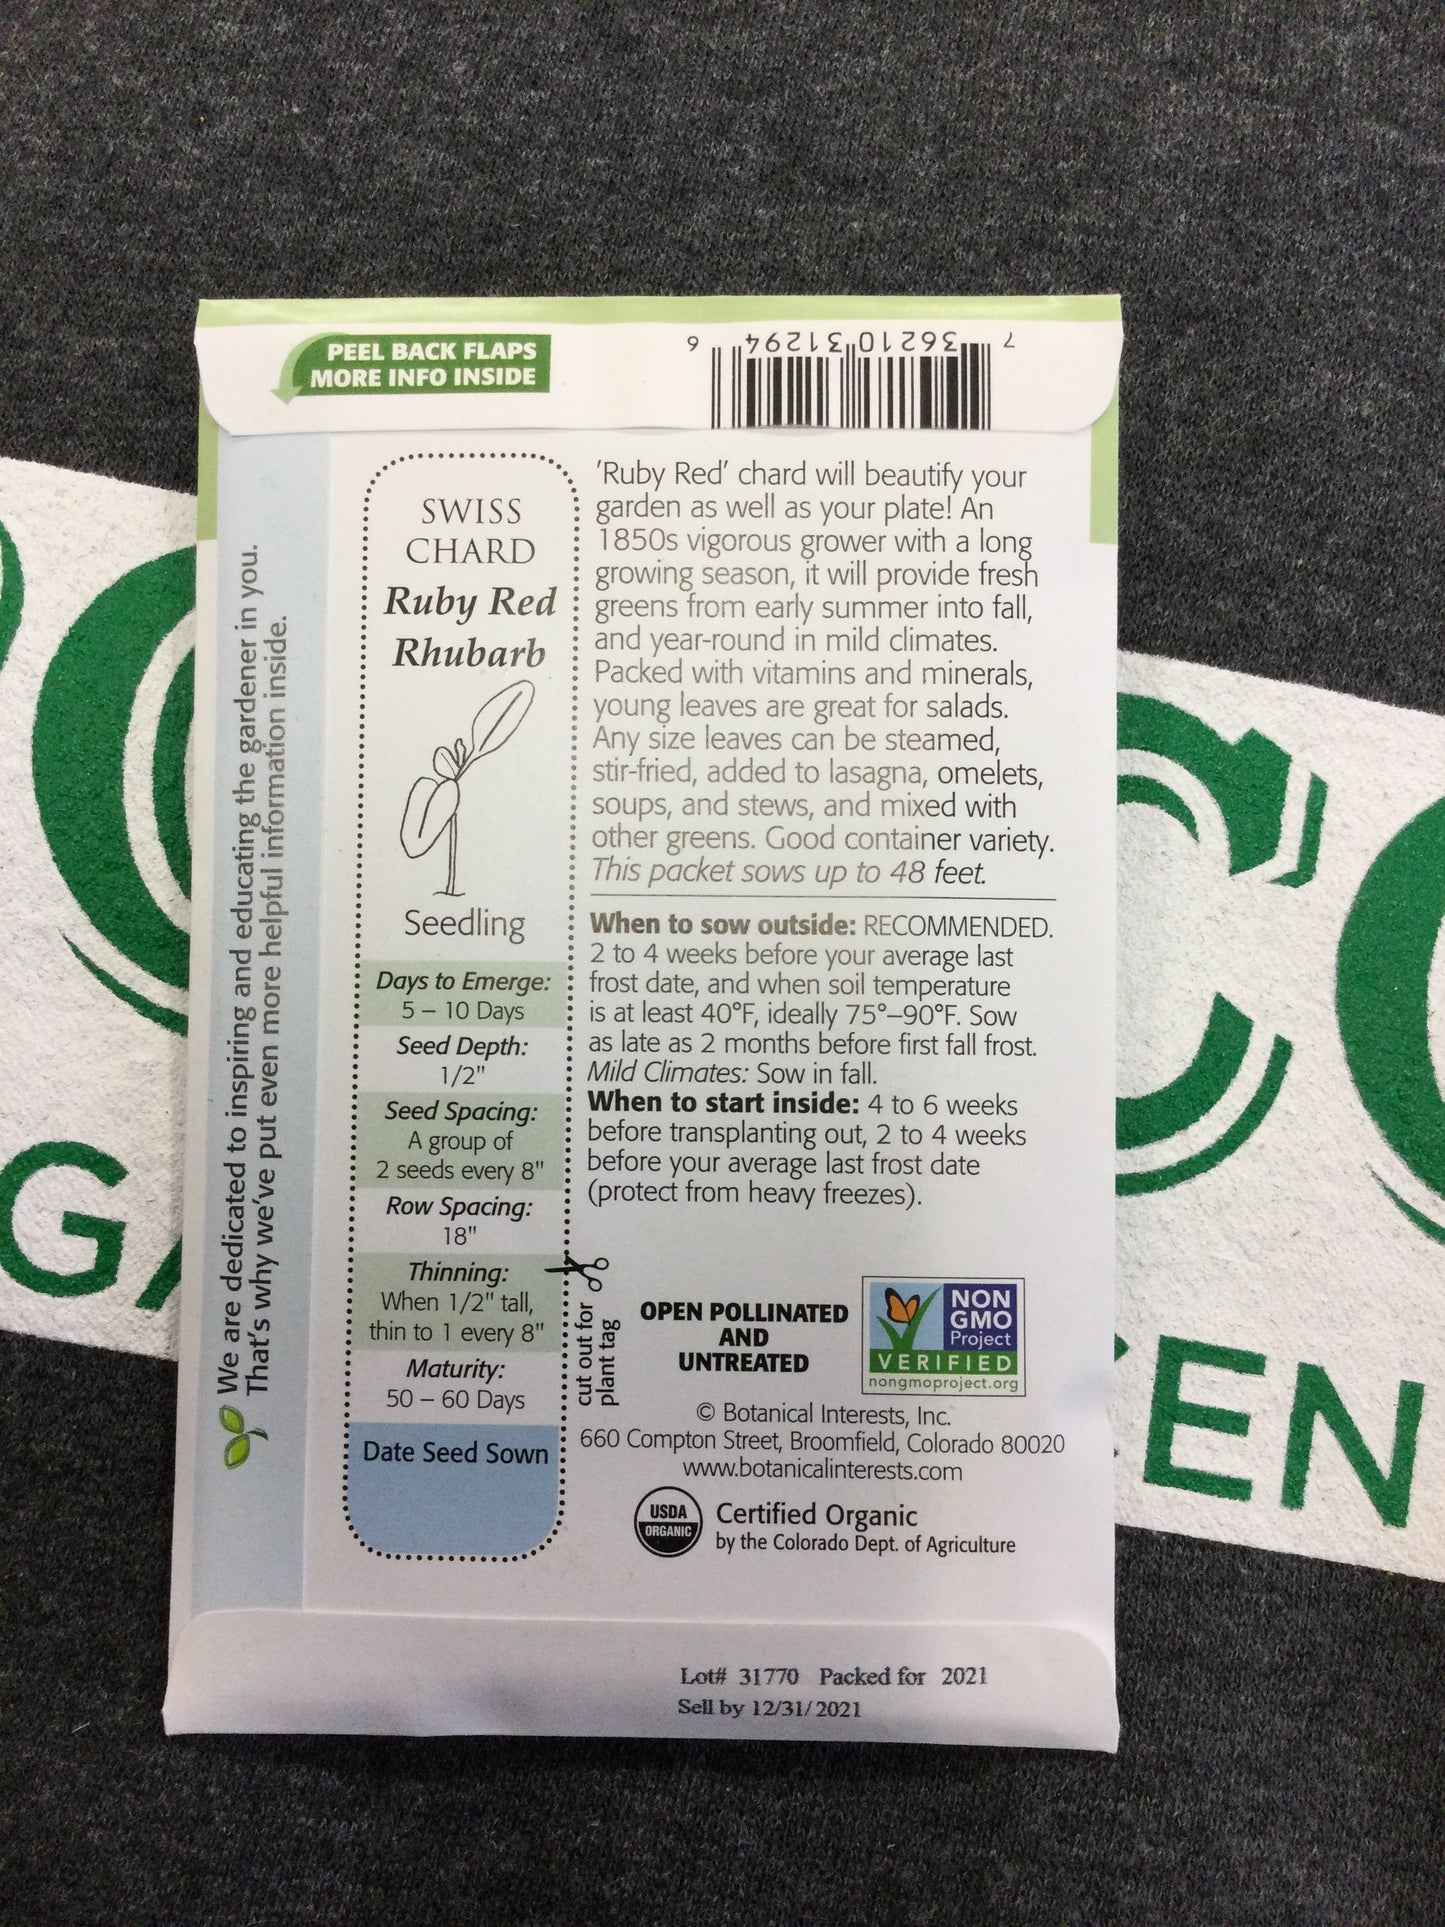 PEEL BACK FLAPS
MORE INFO INSIDE
7 36210 31294 6
We are dedicated to inspiring and educating the gardener in you.
That's why we've put even more helpful information inside.
SWISS
CHARD
Ruby Red
Rhubarb
Seedling
Days to Emerge:
5 – 10 Days
Seed Depth:
1/2"
Seed Spacing:
A group of
2 seeds every 8"
Row Spacing:
18"
Thinning:
When 1/2" tall,
thin to 1 every 8"
Maturity:
50 – 60 Days
Date Seed Sown
cut out for
plant tag
'Ruby Red' chard will beautify your
garden as well as your plate! An
1850s vigorous grower with a long
growing season, it will provide fresh
greens from early summer into fall,
and year-round in mild climates.
Packed with vitamins and minerals,
young leaves are great for salads.
Any size leaves can be steamed,
stir-fried, added to lasagna, omelets,
soups, and stews, and mixed with
other greens. Good container variety.
This packet sows up to 48 feet.
When to sow outside: RECOMMENDED.
2 to 4 weeks before your average last
frost date, and when soil temperature
is at least 40°F, ideally 75°–90°F. Sow
as late as 2 months before first fall frost.
Mild Climates: Sow in fall.
When to start inside: 4 to 6 weeks
before transplanting out, 2 to 4 weeks
before your average last frost date
(protect from heavy freezes).
OPEN POLLINATED
AND
UNTREATED
NON
GMO
Project
VERIFIED
nongmoproject.org
© Botanical Interests, Inc.
660 Compton Street, Broomfield, Colorado 80020
www.botanicalinterests.com
USDA
ORGANIC
Certified Organic
by the Colorado Dept. of Agriculture
Lot# 31770 Packed for 2021
Sell by 12/31/2021